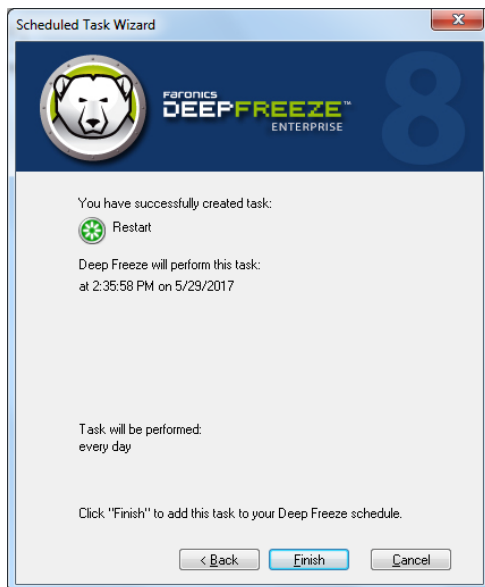 Scheduled Task Wizard
Faronics
DEEPFREEZE™
ENTERPRISE
8
You have successfully created task:
Restart
Deep Freeze will perform this task:
at 2:35:58 PM on 5/29/2017
Task will be performed:
every day
Click "Finish" to add this task to your Deep Freeze schedule.
< Back
Finish
Cancel